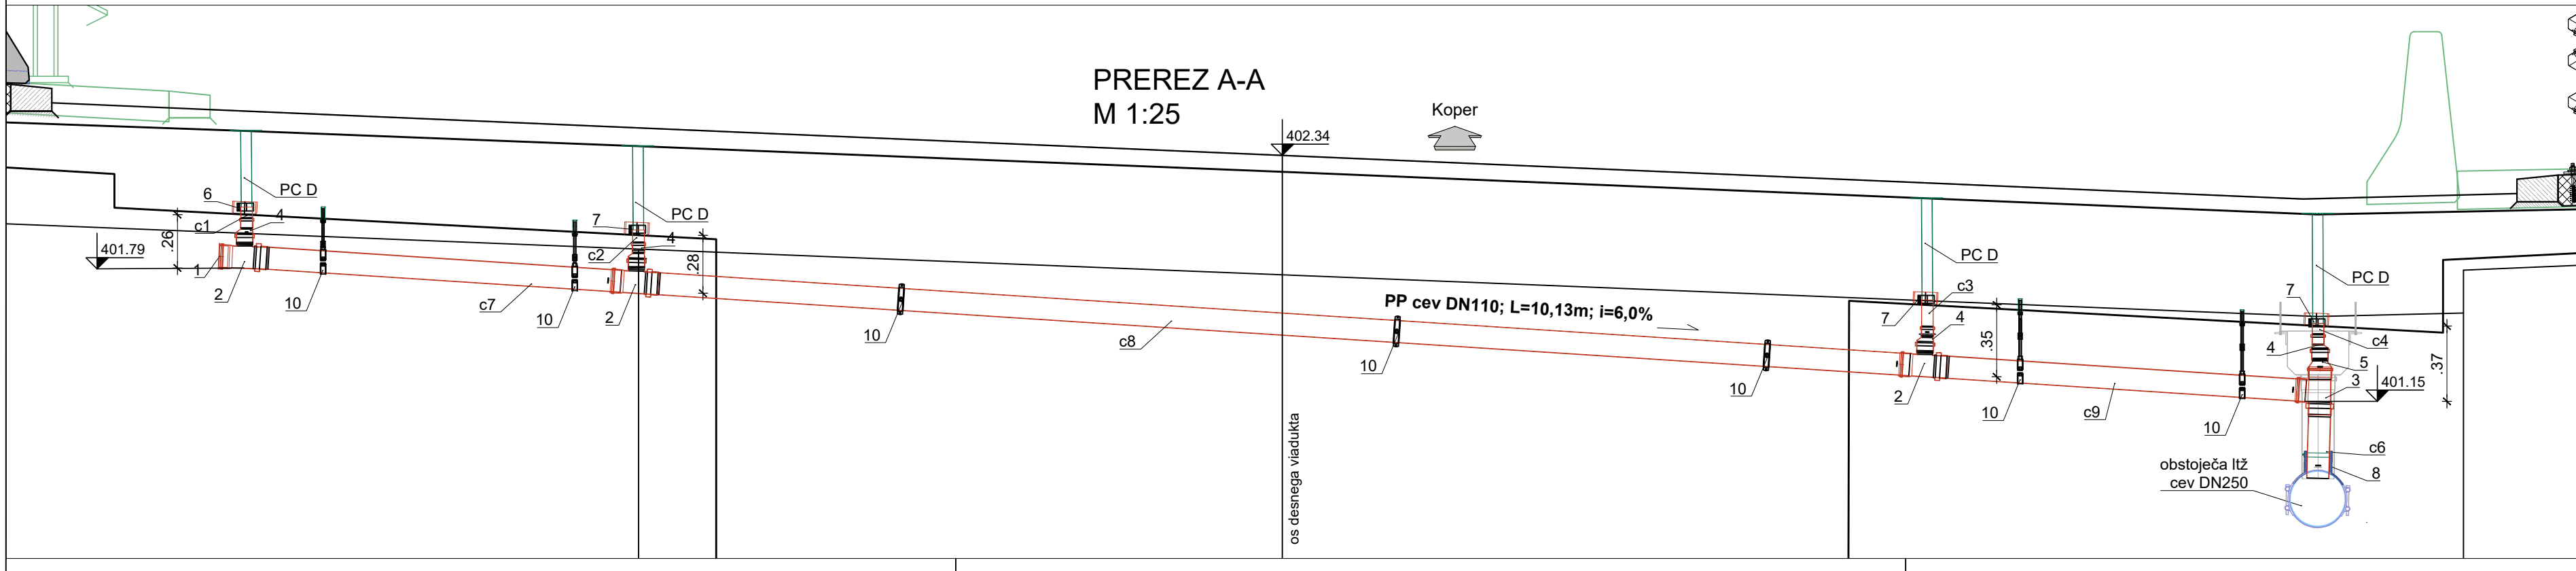 PREREZ A-A
M 1:25
Koper
402.34
PC D
6
4
c1
.26
401.79
1
2
10
c7
PC D
7
4
c2
.28
10
2
10
c8
PP cev DN110; L=10,13m; i=6,0%
10
10
os desnega viadukta
PC D
c3
7
4
.35
2
10
c9
10
PC D
7
c4
4
5
3
.37
401.15
c6
8
obstoječa ltž
cev DN250